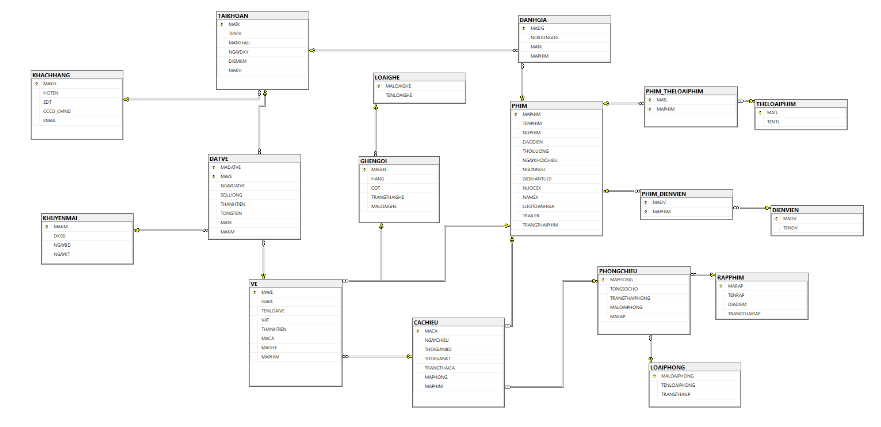 TAIKHOAN
MATK
TENTK
MATKHAU
NGAYDKY
DIEMKM
MAKH
DANHGIA
MADG
NOIDUNGDG
MATK
MAPHIM
KHACHHANG
MAKH
HOTEN
SDT
CCCD_CMND
EMAIL
LOAIGHE
MALOAIGHE
TENLOAIGHE
PHIM_THELOAIPHIM
MATL
MAPHIM
THELOAIPHIM
MATL
TENTL
PHIM
MAPHIM
TENPHIM
NDPHIM
DAODIEN
THOILUONG
NGAYKHOICHIEU
NGONNGU
GIOIHANTUOI
NUOCSX
NAMSX
LUOTDANHGIA
TRAILER
TRANGTHAIPHIM
DATVE
MADATVE
MAVE
NGAYDATVE
SOLUONG
THANHTIEN
TONGTIEN
MATK
MAKM
GHENGOI
MAGHE
HANG
COT
TRANGTHAIGHE
MALOAIGHE
PHIM_DIENVIEN
MADV
MAPHIM
DIENVIEN
MADV
TENDV
KHUYENMAI
MAKM
DKSD
NGAYBD
NGAYKT
VE
MAVE
GIAVE
TENLOAIVE
VAT
THANHTIEN
MACA
MAGHE
MAPHIM
PHONGCHIEU
MAPHONG
TONGSOCHO
TRANGTHAIPHONG
MALOAIPHONG
MARAP
RAPPHIM
MARAP
TENRAP
DIADIEM
TRANGTHAIRAP
CACHIEU
MACA
NGAYCHIEU
THOIGIANBD
THOIGIANKT
TRANGTHAICA
MAPHONG
MAPHIM
LOAIPHONG
MALOAIPHONG
TENLOAIPHONG
TRANGTHAILP